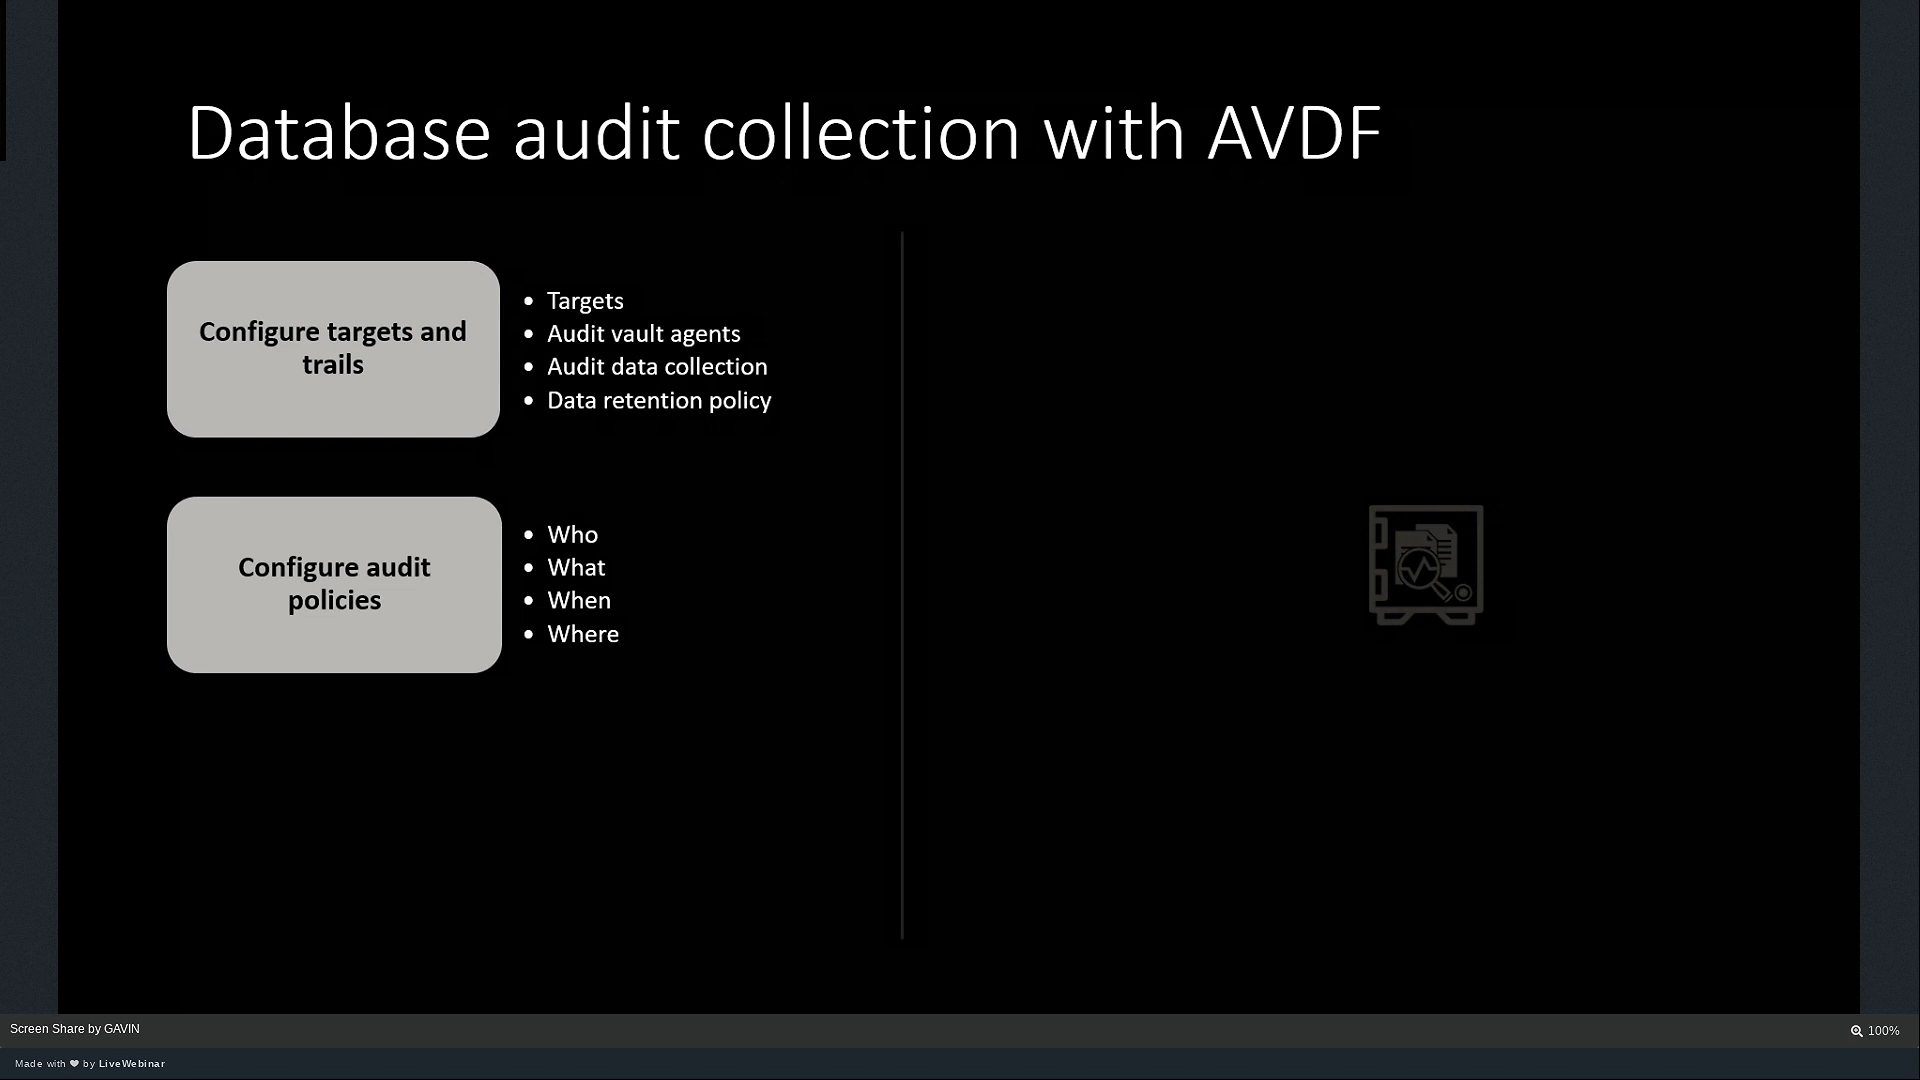 Database audit collection with AVDF
Configure targets and
trails
• Targets
• Audit vault agents
• Audit data collection
• Data retention policy
Configure audit
policies
• Who
• What
• When
• Where
Screen Share by GAVIN
100%
Made with ❤ by LiveWebinar